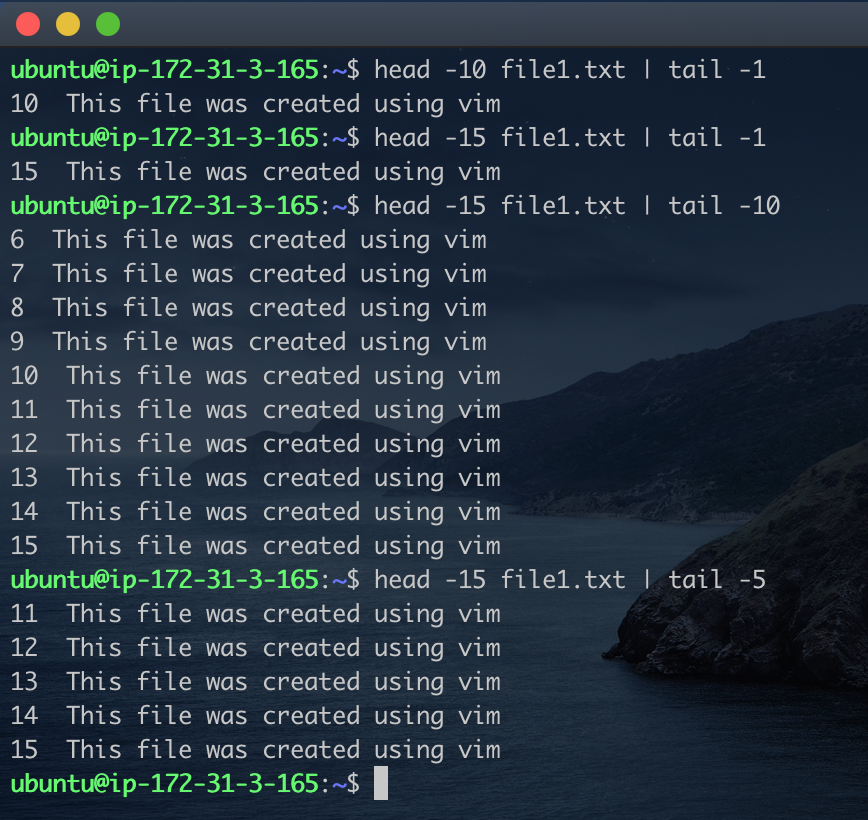 ubuntu@ip-172-31-3-165:~$ head -10 file1.txt | tail -1
10  This file was created using vim
ubuntu@ip-172-31-3-165:~$ head -15 file1.txt | tail -1
15  This file was created using vim
ubuntu@ip-172-31-3-165:~$ head -15 file1.txt | tail -10
6  This file was created using vim
7  This file was created using vim
8  This file was created using vim
9  This file was created using vim
10  This file was created using vim
11  This file was created using vim
12  This file was created using vim
13  This file was created using vim
14  This file was created using vim
15  This file was created using vim
ubuntu@ip-172-31-3-165:~$ head -15 file1.txt | tail -5
11  This file was created using vim
12  This file was created using vim
13  This file was created using vim
14  This file was created using vim
15  This file was created using vim
ubuntu@ip-172-31-3-165:~$